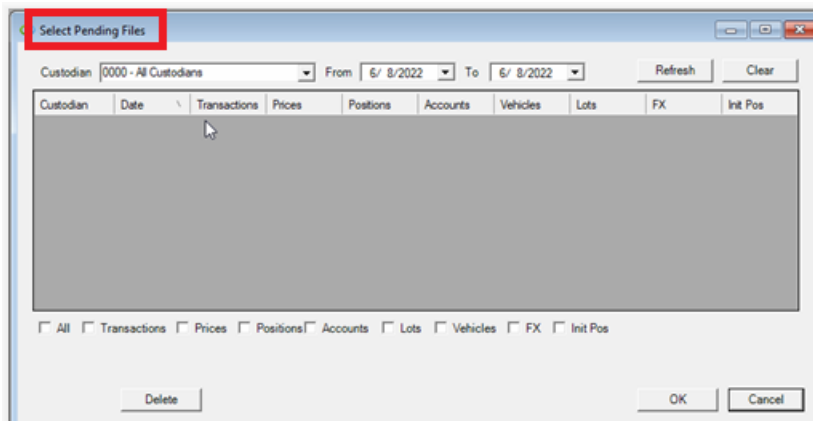 Select Pending Files
Custodian 0000 - All Custodians From 6/ 8/2022 To 6/ 8/2022 Refresh Clear
Custodian Date Transactions Prices Positions Accounts Vehicles Lots FX Init Pos
All Transactions Prices Positions Accounts Lots Vehicles FX Init Pos
Delete OK Cancel